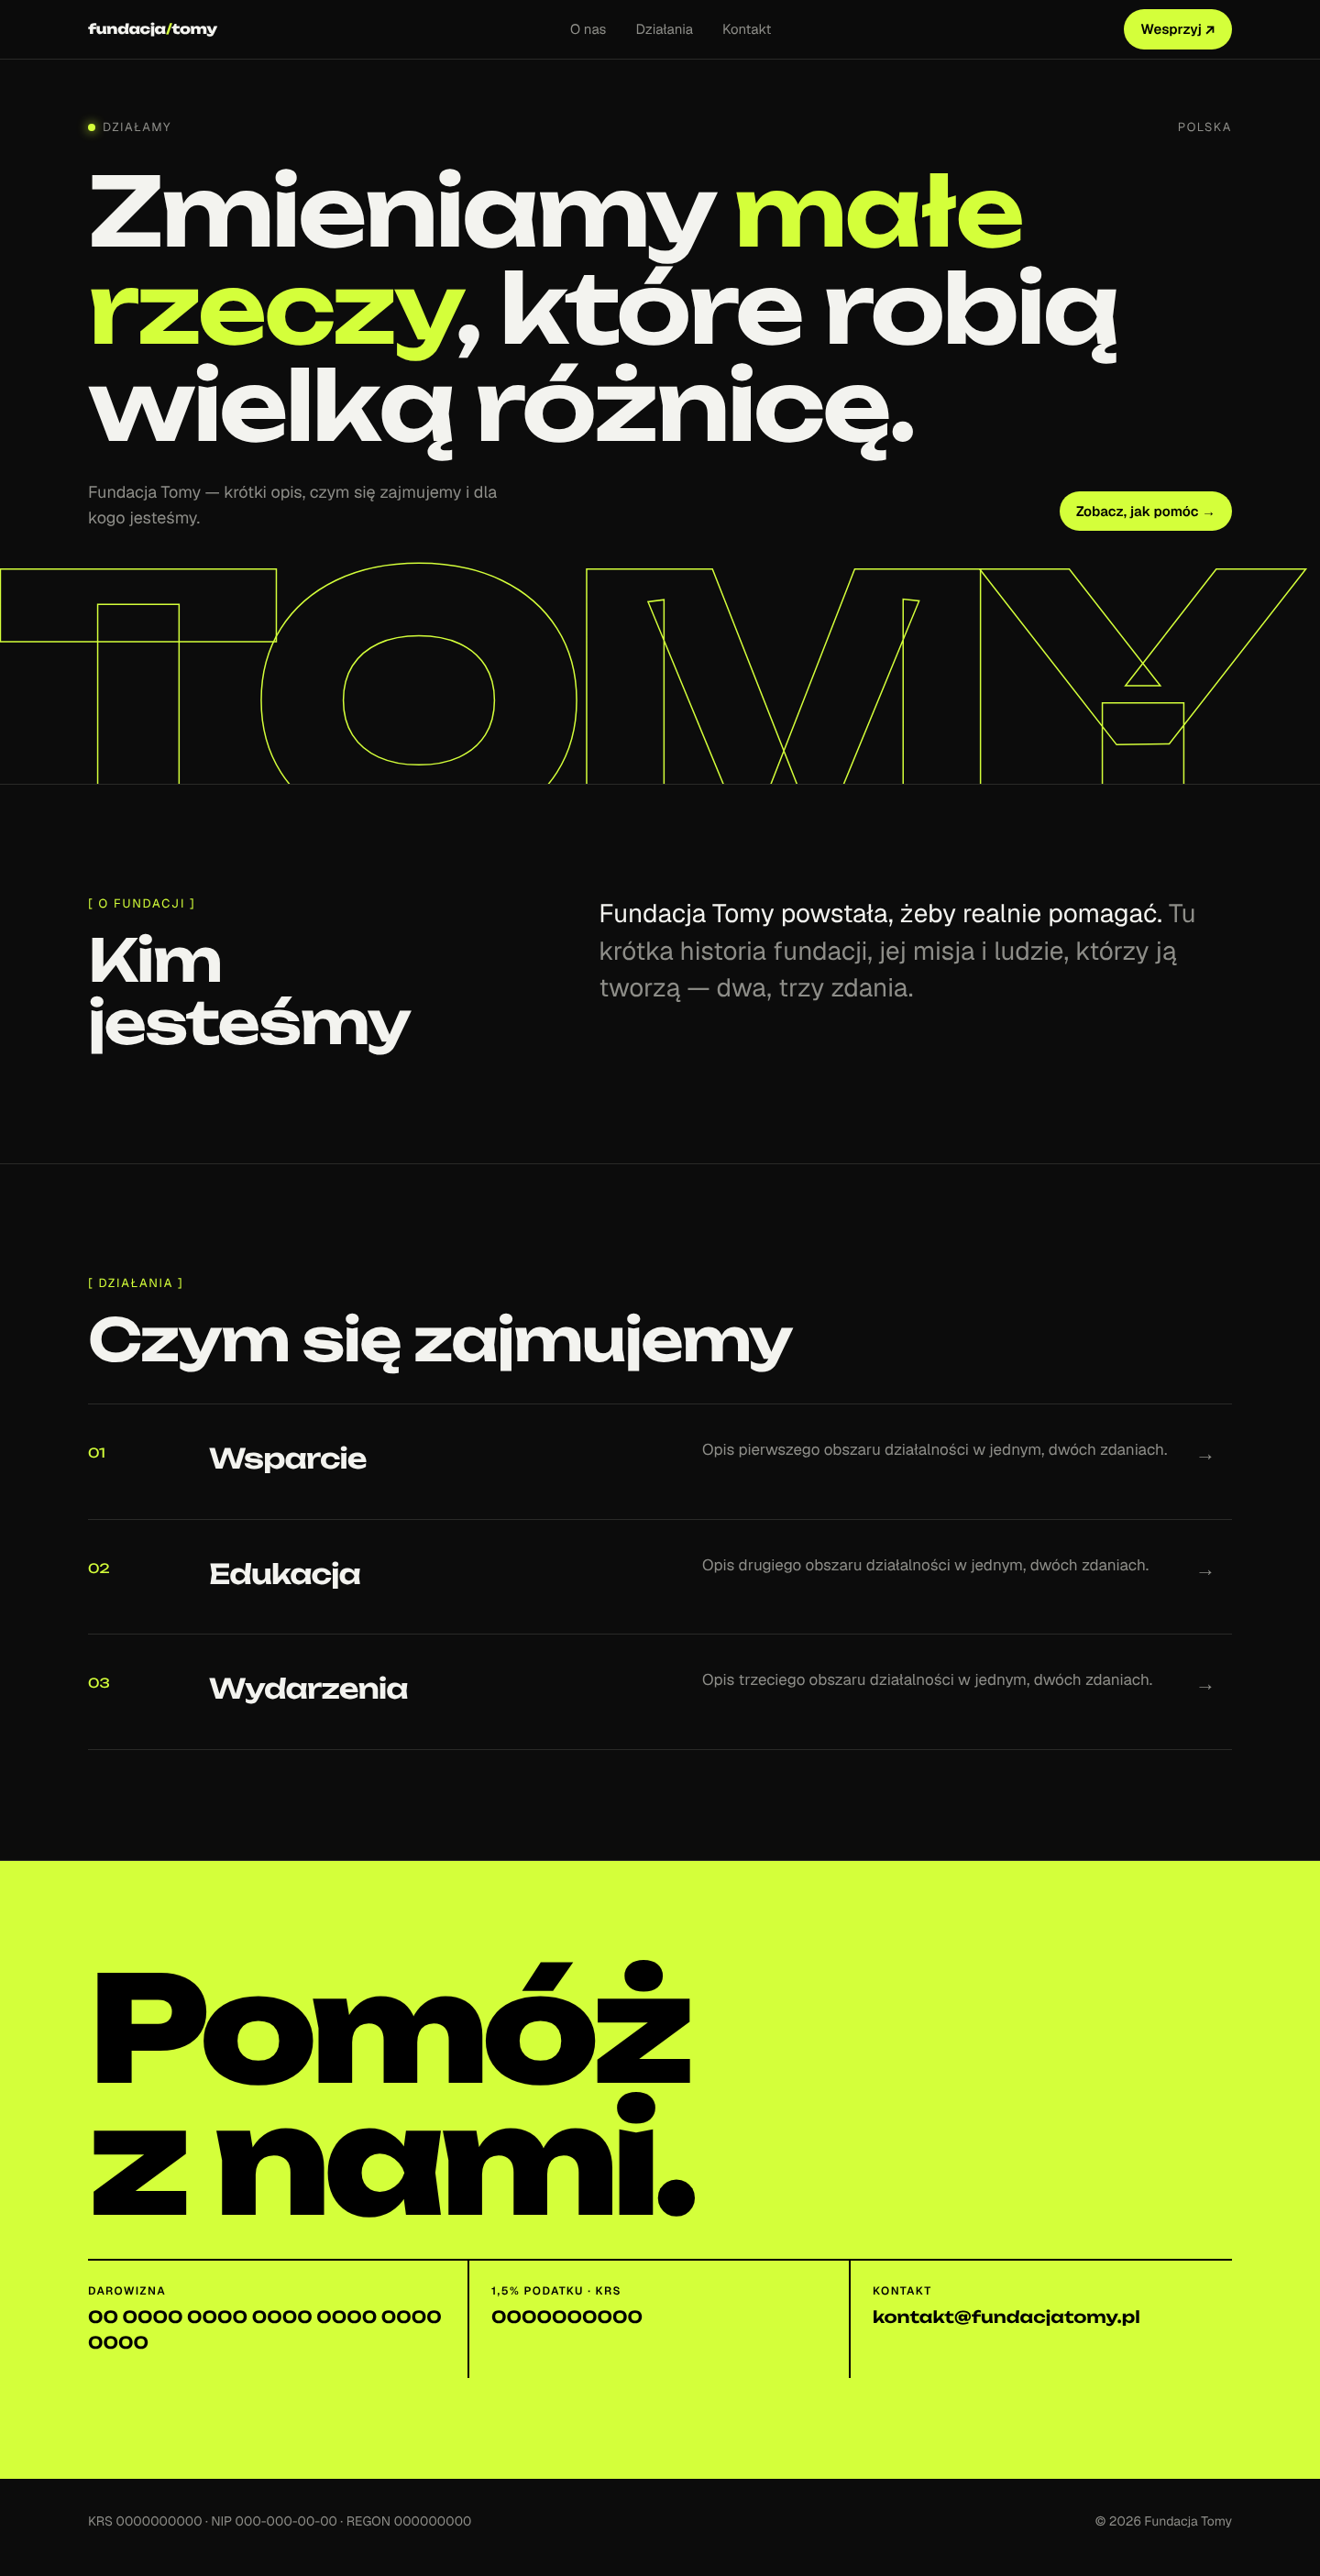 fundacja/tomy
O nas
Działania
Kontakt
Wesprzyj ↗
DZIAŁAMY
POLSKA
Zmieniamy małe
rzeczy, które robią
wielką różnicę.
Fundacja Tomy — krótki opis, czym się zajmujemy i dla
kogo jesteśmy.
Zobacz, jak pomóc →
TOMY
[ O FUNDACJI ]
Kim
jesteśmy
Fundacja Tomy powstała, żeby realnie pomagać. Tu
krótka historia fundacji, jej misja i ludzie, którzy ją
tworzą — dwa, trzy zdania.
[ DZIAŁANIA ]
Czym się zajmujemy
01
Wsparcie
Opis pierwszego obszaru działalności w jednym, dwóch zdaniach.
→
02
Edukacja
Opis drugiego obszaru działalności w jednym, dwóch zdaniach.
→
03
Wydarzenia
Opis trzeciego obszaru działalności w jednym, dwóch zdaniach.
→
Pomóż
z nami.
DAROWIZNA
00 0000 0000 0000 0000 0000
0000
1,5% PODATKU · KRS
0000000000
KONTAKT
kontakt@fundacjatomy.pl
KRS 0000000000 · NIP 000-000-00-00 · REGON 000000000
© 2026 Fundacja Tomy